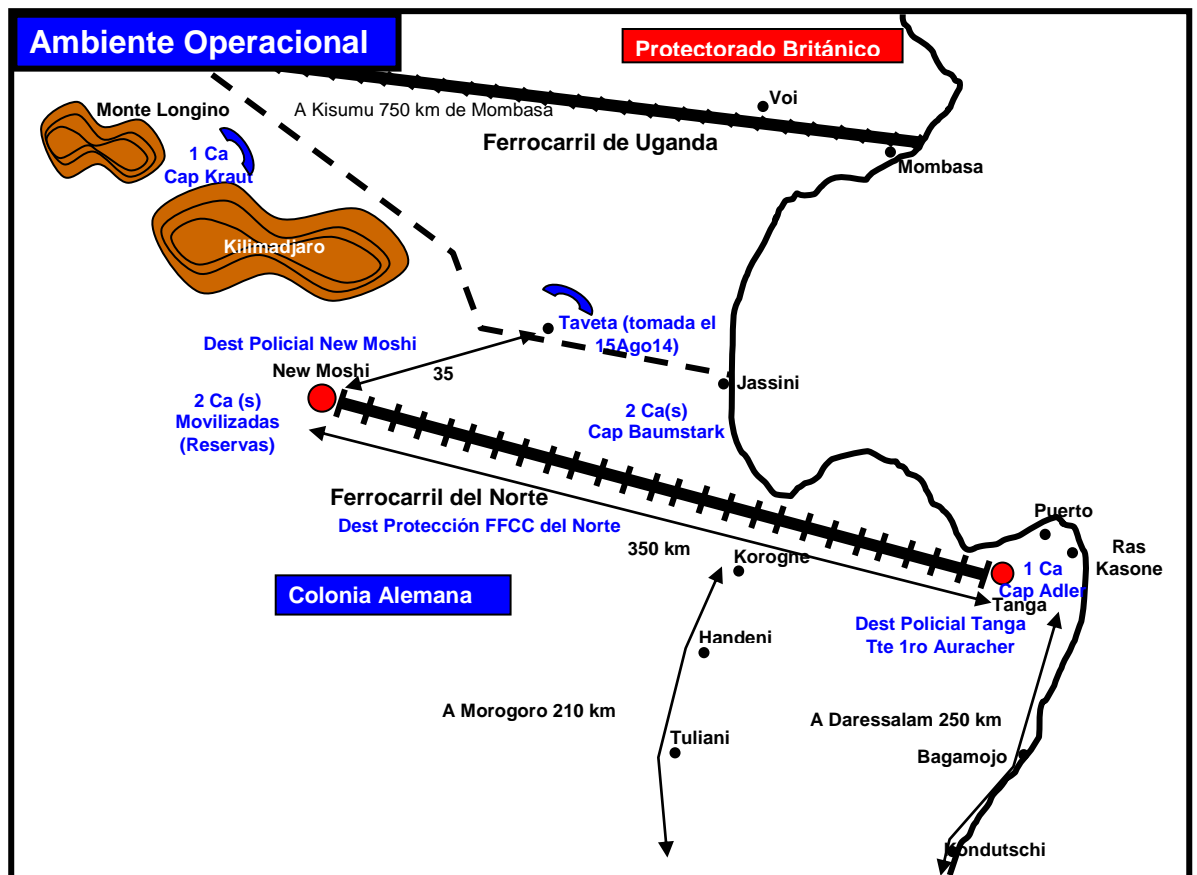 Ambiente Operacional
Protectorado Británico
Voi
Monte Longino
A Kisumu 750 km de Mombasa
Ferrocarril de Uganda
1 Ca
Cap Kraut
Mombasa
Kilimadjaro
Taveta (tomada el
15Ago14)
Dest Policial New Moshi
New Moshi
35
Jassini
2 Ca (s)
Movilizadas
(Reservas)
2 Ca(s)
Cap Baumstark
Ferrocarril del Norte
Dest Protección FFCC del Norte
350 km
Puerto
Ras
Kasone
Korogne
1 Ca
Cap Adler
Tanga
Colonia Alemana
Dest Policial Tanga
Tte 1ro Auracher
Handeni
A Morogoro 210 km
A Daressalam 250 km
Tuliani
Bagamojo
Kondutschi